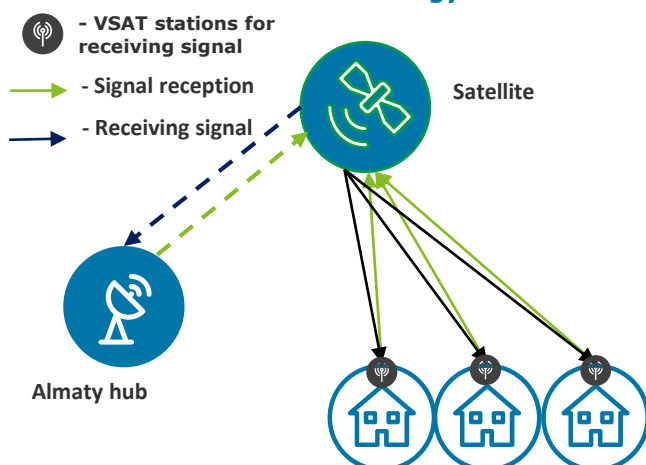 - VSAT stations for
receiving signal
- Signal reception
- Receiving signal
Satellite
Almaty hub